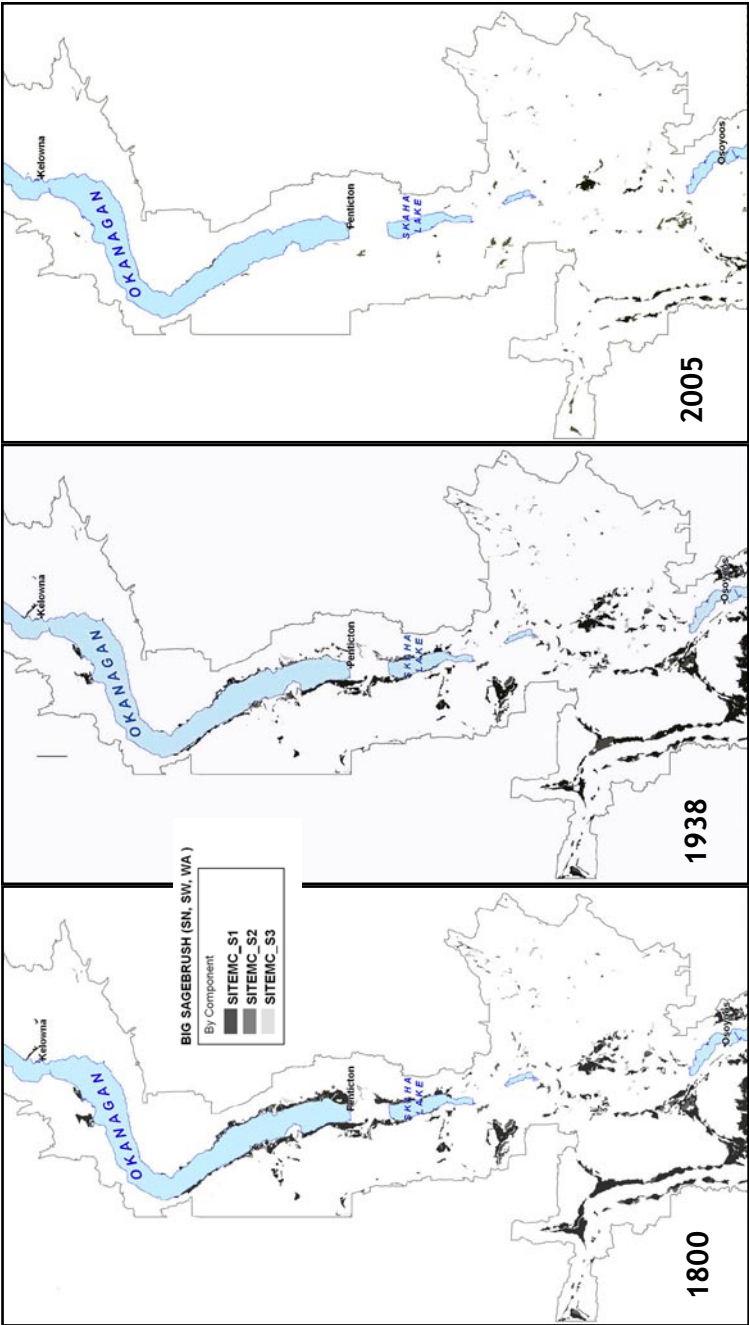 Kelowna
OKANAGAN
Penticton
SKAHA
LAKE
Osoyoos
2005
Kelowna
OKANAGAN
Penticton
SKAHA
LAKE
Osoyoos
1938
BIG SAGEBRUSH (SN, SW, WA )
By Component
SITEMC_S1
SITEMC_S2
SITEMC_S3
Kelowna
OKANAGAN
Penticton
SKAHA
LAKE
Osoyoos
1800